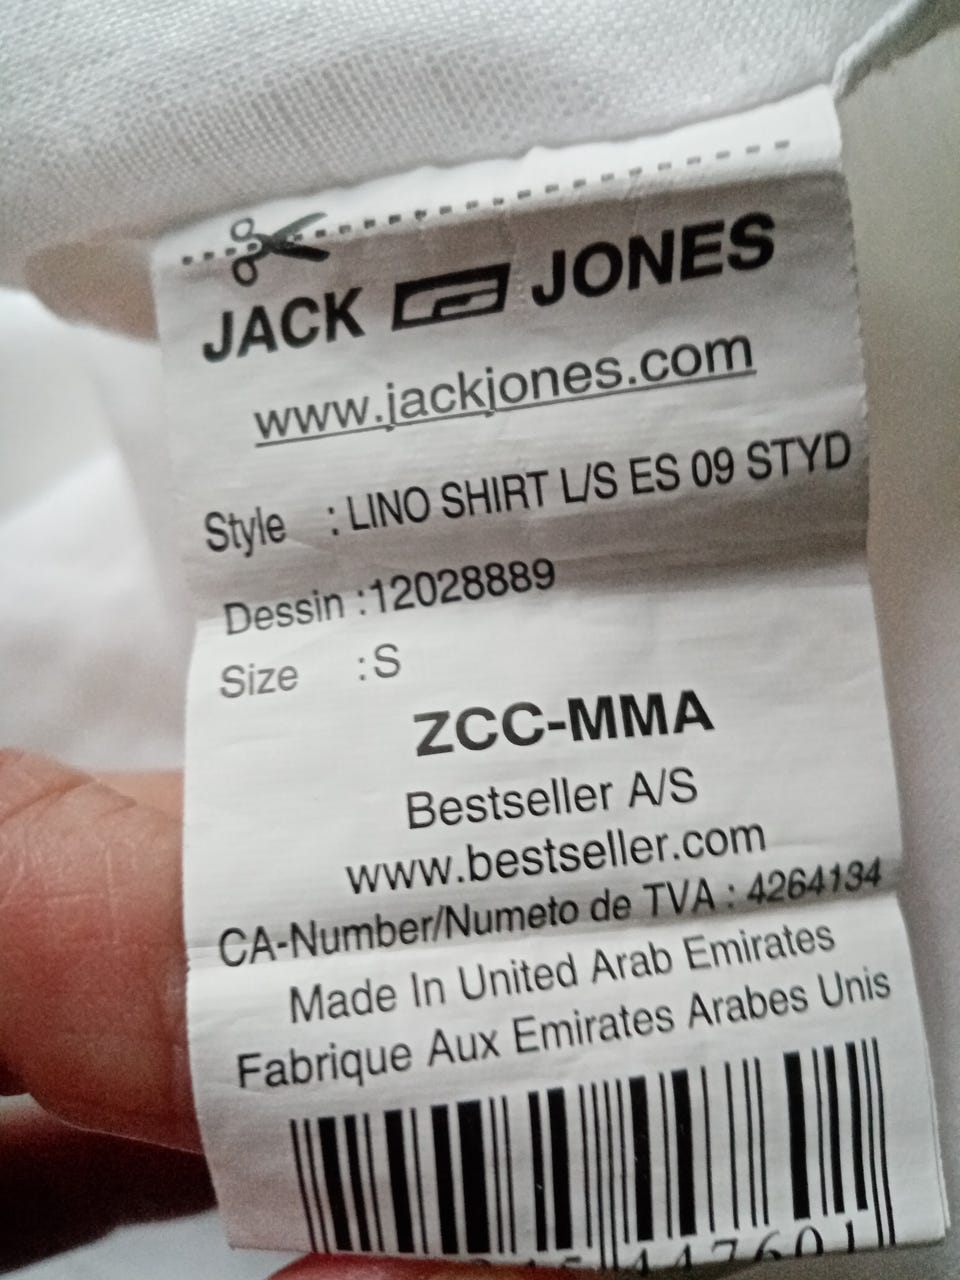 JACK JONES
www.jackjones.com
Style : LINO SHIRT L/S ES 09 STYD
Dessin :12028889
Size :S
ZCC-MMA
Bestseller A/S
www.bestseller.com
CA-Number/Numeto de TVA : 4264134
Made In United Arab Emirates
Fabrique Aux Emirates Arabes Unis
447601